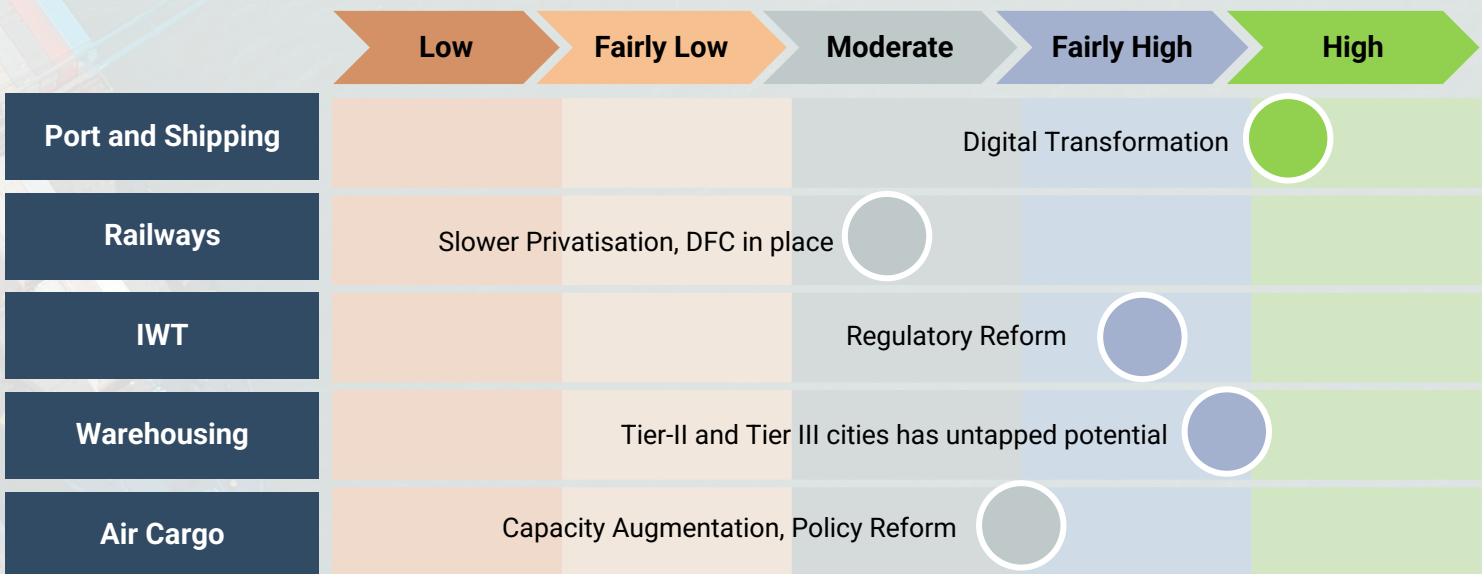 Low
Fairly Low
Moderate
Fairly High
High
Port and Shipping
Digital Transformation
Railways
Slower Privatisation, DFC in place
IWT
Regulatory Reform
Warehousing
Tier-II and Tier III cities has untapped potential
Air Cargo
Capacity Augmentation, Policy Reform